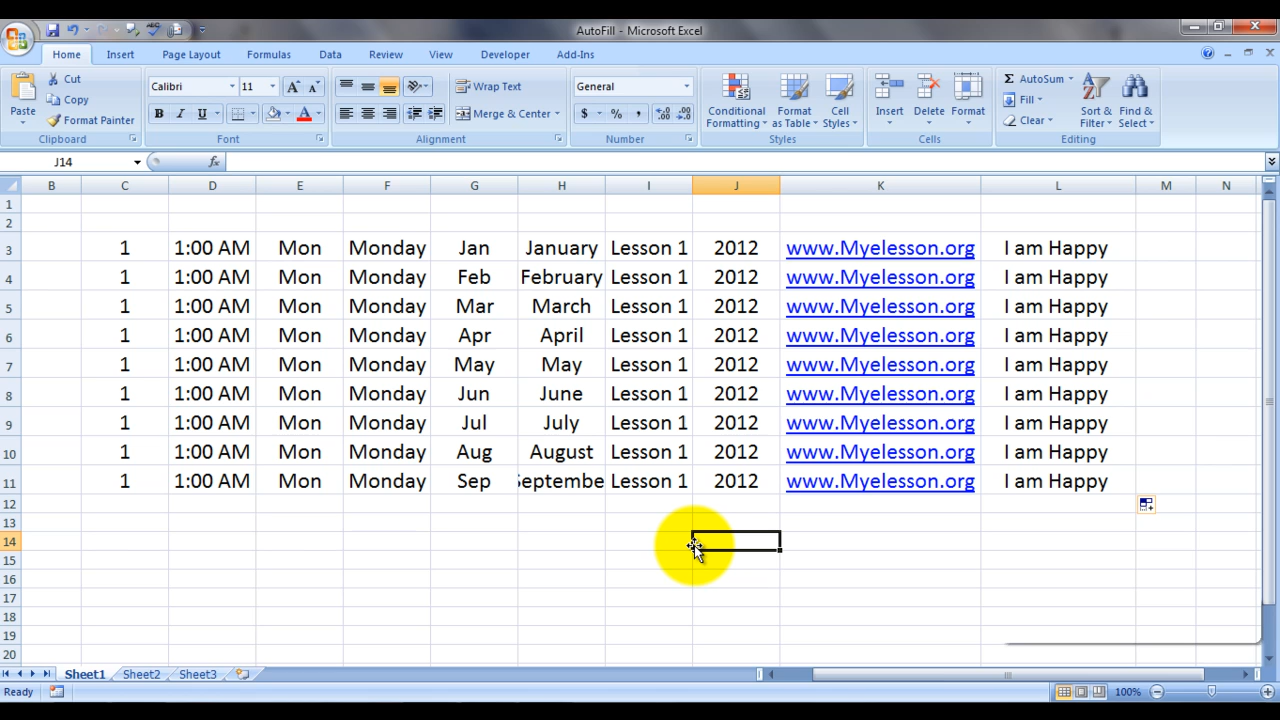 AutoFill - Microsoft Excel
Home Insert Page Layout Formulas Data Review View Developer Add-Ins
Paste Cut Copy Format Painter Clipboard
Calibri 11 A A B I U A Font
Wrap Text Merge & Center Alignment
General $ % , Number
Conditional Formatting Format as Table Cell Styles Styles
Insert Delete Format Cells
Σ AutoSum Fill Clear Sort & Filter Find & Select Editing
J14 fx
B C D E F G H I J K L M N
1
2
3 1 1:00 AM Mon Monday Jan January Lesson 1 2012 www.Myelesson.org I am Happy
4 1 1:00 AM Mon Monday Feb February Lesson 1 2012 www.Myelesson.org I am Happy
5 1 1:00 AM Mon Monday Mar March Lesson 1 2012 www.Myelesson.org I am Happy
6 1 1:00 AM Mon Monday Apr April Lesson 1 2012 www.Myelesson.org I am Happy
7 1 1:00 AM Mon Monday May May Lesson 1 2012 www.Myelesson.org I am Happy
8 1 1:00 AM Mon Monday Jun June Lesson 1 2012 www.Myelesson.org I am Happy
9 1 1:00 AM Mon Monday Jul July Lesson 1 2012 www.Myelesson.org I am Happy
10 1 1:00 AM Mon Monday Aug August Lesson 1 2012 www.Myelesson.org I am Happy
11 1 1:00 AM Mon Monday Sep Septembe Lesson 1 2012 www.Myelesson.org I am Happy
12
13
14
15
16
17
18
19
20
Sheet1 Sheet2 Sheet3
Ready 100%